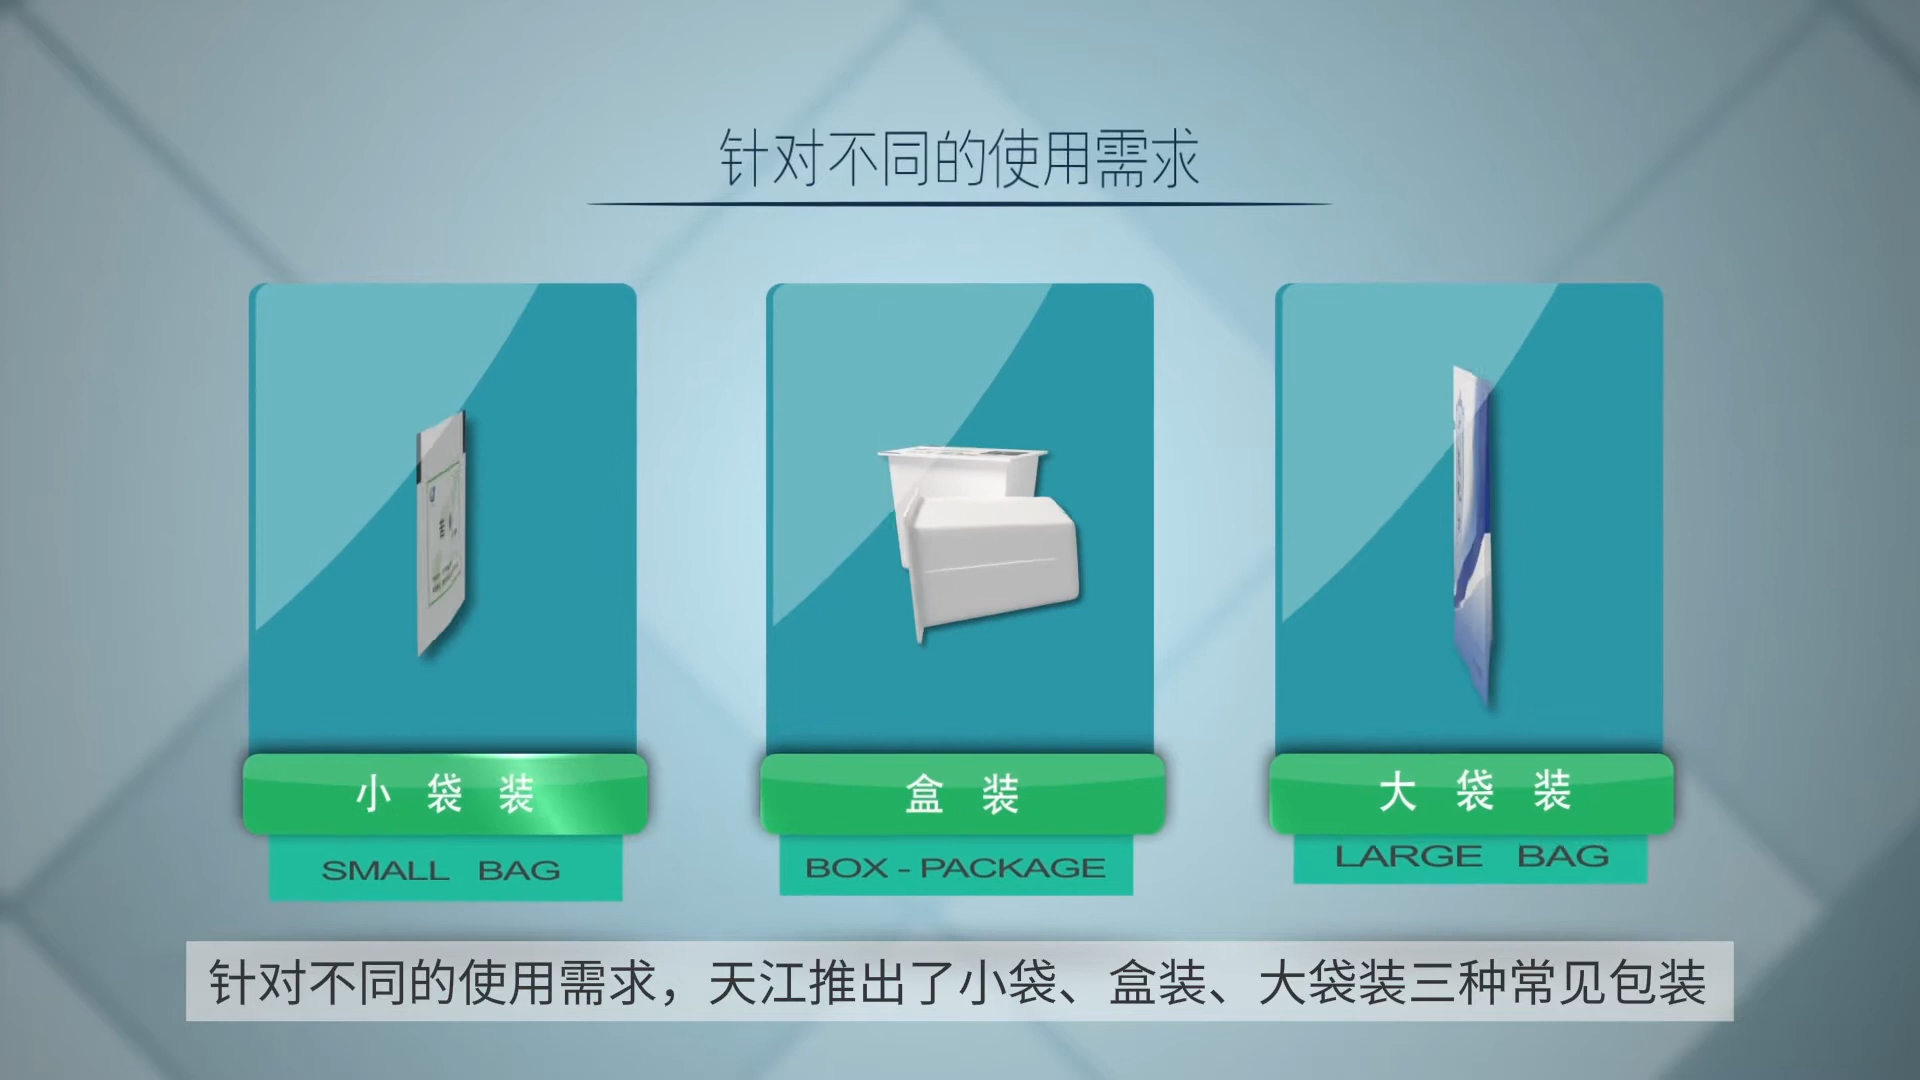 针对不同的使用需求
小袋装
盒装
大袋装
SMALL BAG
BOX - PACKAGE
LARGE BAG
针对不同的使用需求，天江推出了小袋、盒装、大袋装三种常见包装